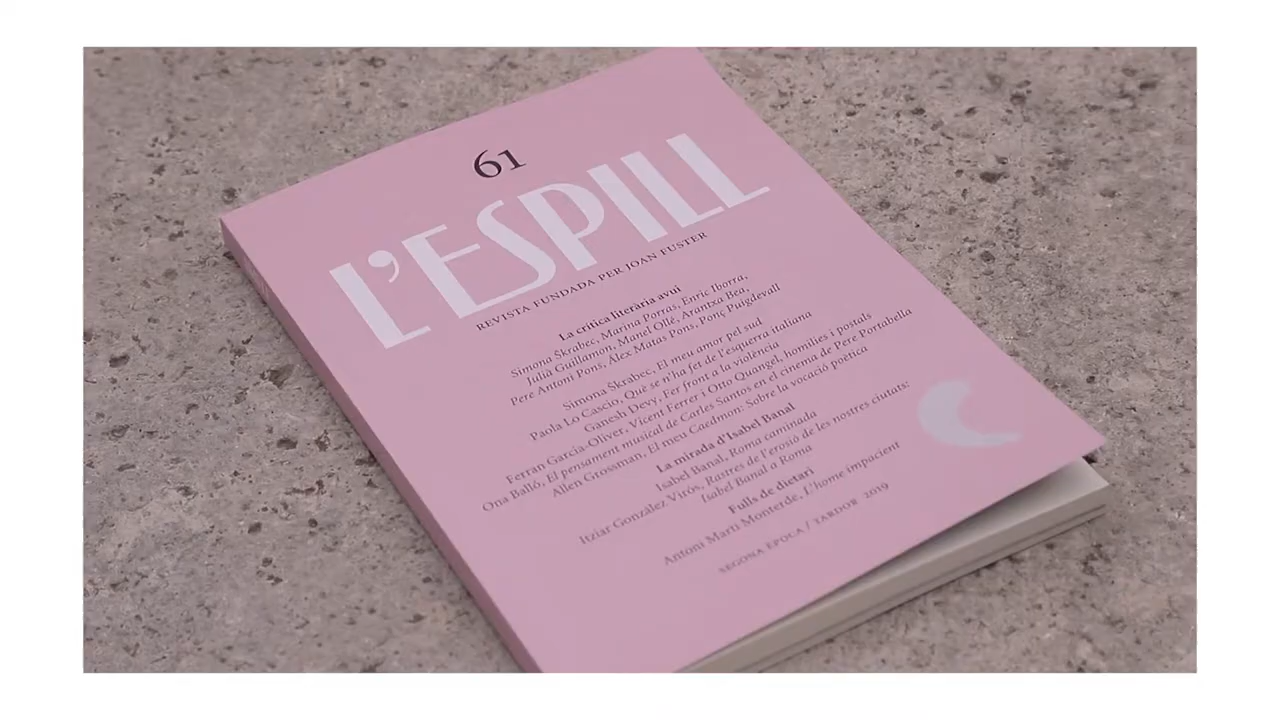 61
L'ESPILL
REVISTA FUNDADA PER JOAN FUSTER
La crítica literària avui
Simona Škrabec, Marina Porras, Enric Iborra,
Julià Guillamon, Manel Ollé, Arantxa Bea,
Pere Antoni Pons, Àlex Matas Pons, Ponç Puigdevall
Simona Škrabec, El meu amor pel sud
Paola Lo Cascio, Què se n'ha fet de l'esquerra italiana
Ganesh Devy, Fer front a la violència
Ferran Garcia-Oliver, Vicent Ferrer i Otto Quangel, homilies i postals
Ona Balló, El pensament musical de Carles Santos en el cinema de Pere Portabella
Allen Grossman, El meu Caedmon: Sobre la vocació poètica
La mirada d'Isabel Banal
Isabel Banal, Roma caminada
Itziar González Virós, Rastres de l'erosió de les nostres ciutats:
Isabel Banal a Roma
Fulls de dietari
Antoni Martí Monterde, L'home impacient
SEGONA ÈPOCA / TARDOR 2019